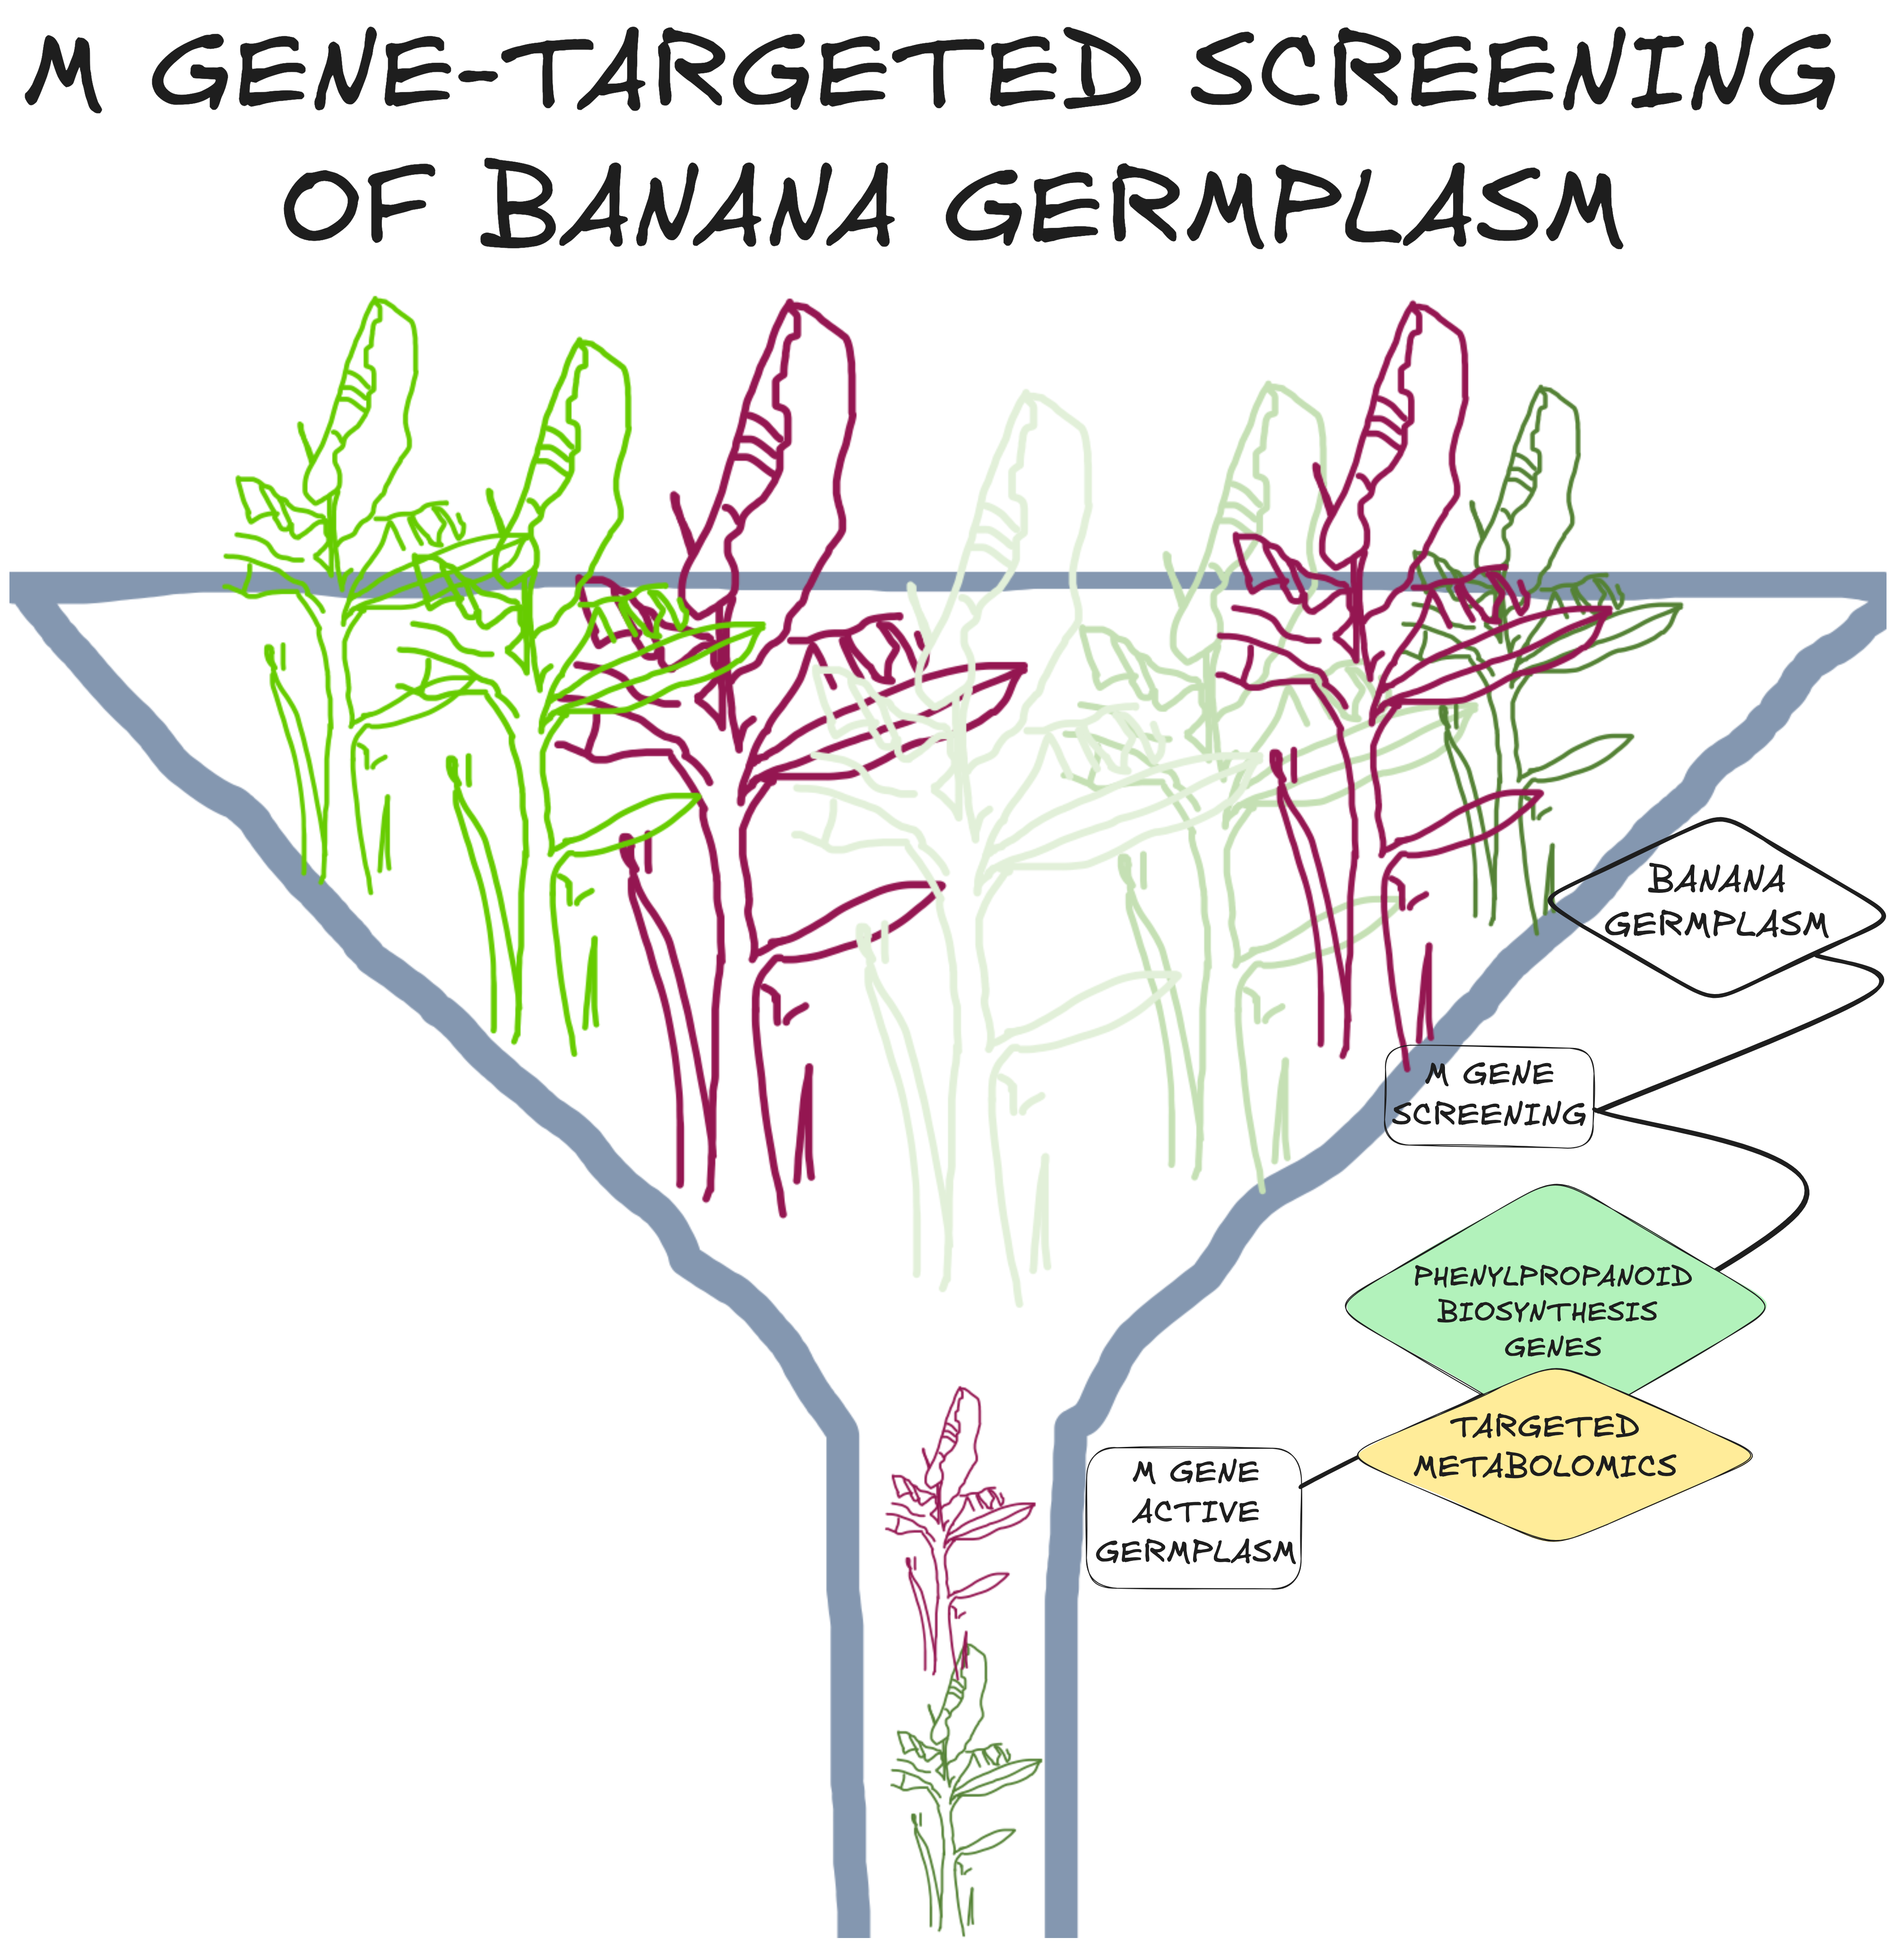 M GENE-TARGETED SCREENING
OF BANANA GERMPLASM
BANANA
GERMPLASM
M GENE
SCREENING
PHENYLPROPANOID
BIOSYNTHESIS
GENES
TARGETED
METABOLOMICS
M GENE
ACTIVE
GERMPLASM